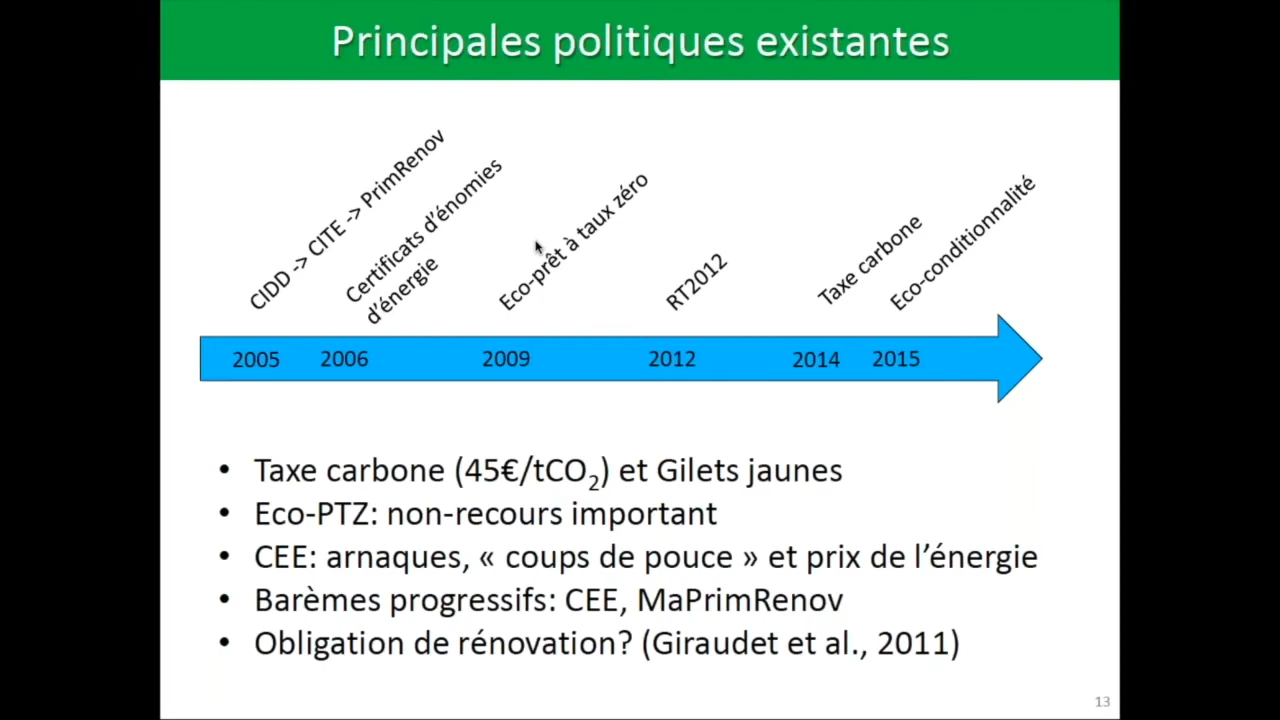 Principales politiques existantes
CIDD -> CITE -> PrimRenov
Certificats d'énomies
d'énergie
Eco-prêt à taux zéro
RT2012
Taxe carbone
Eco-conditionnalité
2005 2006 2009 2012 2014 2015
• Taxe carbone (45€/tCO₂) et Gilets jaunes
• Eco-PTZ: non-recours important
• CEE: arnaques, « coups de pouce » et prix de l'énergie
• Barèmes progressifs: CEE, MaPrimRenov
• Obligation de rénovation? (Giraudet et al., 2011)
13